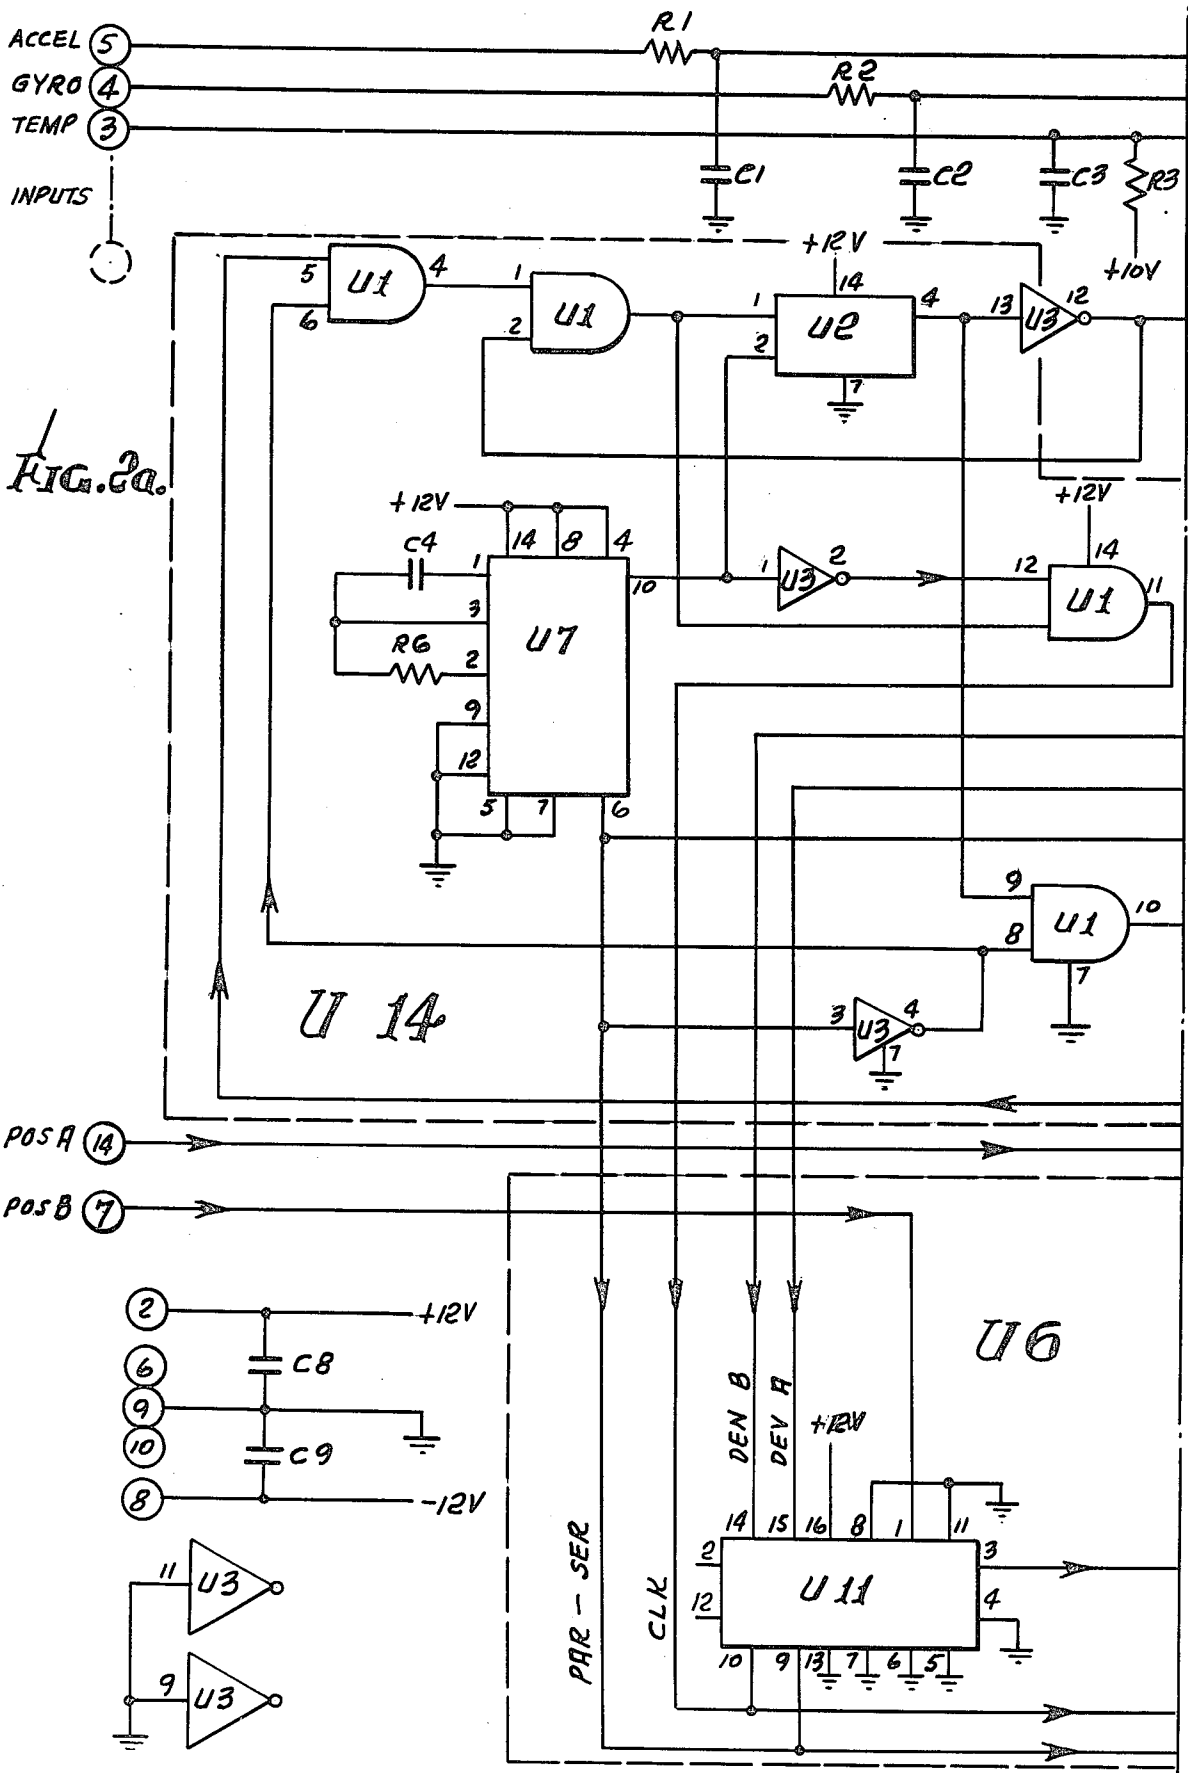 R1
ACCEL 5
R2
GYRO 4
TEMP 3
C1 C2 C3 R3
INPUTS
+12V
+10V
5 U1 4
6
1 U1
2
14
1 U2 4
2
7
13 U3 12
FIG. 2a.
+12V
+12V
C4
14 8 4
1
10
3
U7
R6
2
9
12
5 7 6
1 U3 2
14
12 U1 11
9
U1 10
8
7
U 14
3 U3 4
7
POS A 14
POS B 7
2 +12V
C8
6
9
10
C9
8 -12V
U6
DEN B
DEV A
+12V
PAR - SER
CLK
14 15 16 8 1 11
2 3
U 11
12 4
10 9 13 7 6 5
11 U3
9 U3